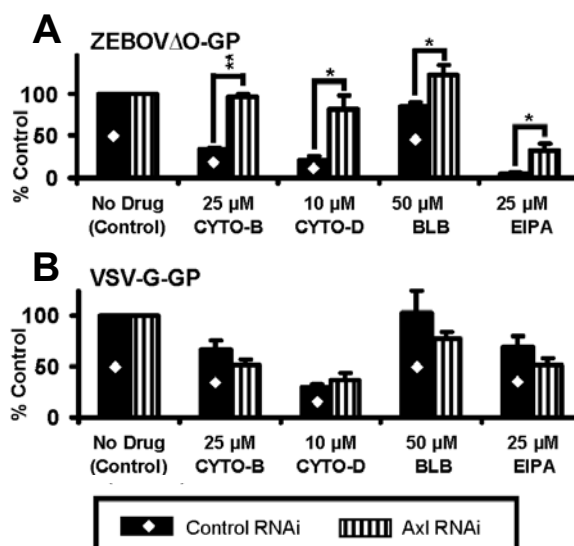 A
ZEBOVΔO-GP
% Control
100
50
0
**
*
*
*
No Drug (Control)
25 µM CYTO-B
10 µM CYTO-D
50 µM BLB
25 µM EIPA
B
VSV-G-GP
% Control
100
50
0
No Drug (Control)
25 µM CYTO-B
10 µM CYTO-D
50 µM BLB
25 µM EIPA
Control RNAi
Axl RNAi